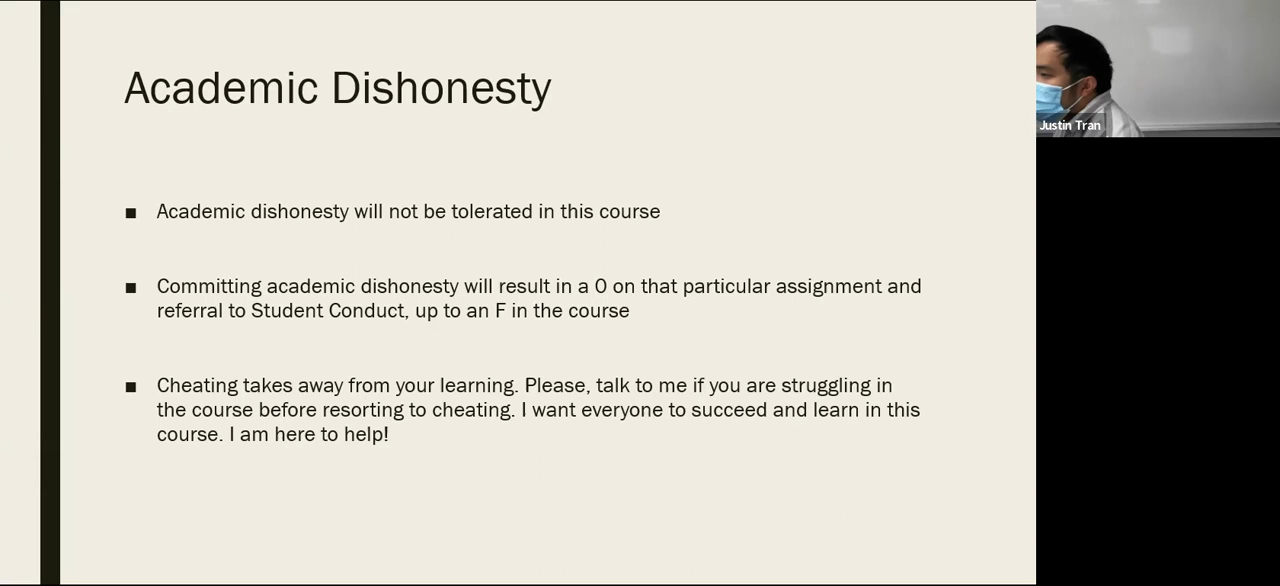 Academic Dishonesty
■ Academic dishonesty will not be tolerated in this course
■ Committing academic dishonesty will result in a 0 on that particular assignment and
referral to Student Conduct, up to an F in the course
■ Cheating takes away from your learning. Please, talk to me if you are struggling in
the course before resorting to cheating. I want everyone to succeed and learn in this
course. I am here to help!
Justin Tran